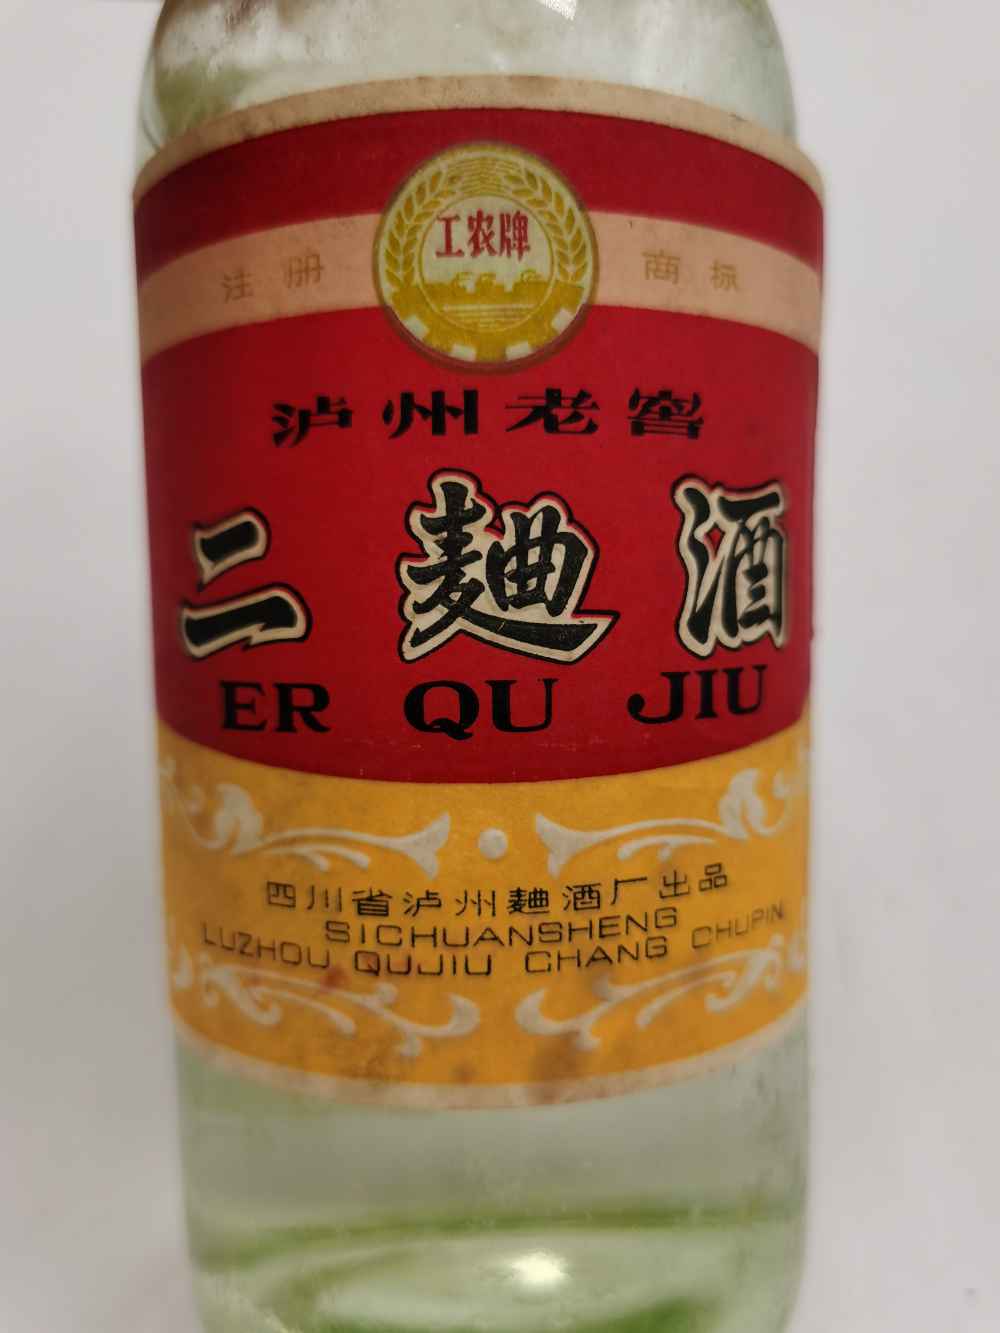 工农牌
注册 商标
泸州老窖
二麯酒
ER QU JIU
四川省泸州麯酒厂出品
SICHUANSHENG
LUZHOU QUJIU CHANG CHUPIN